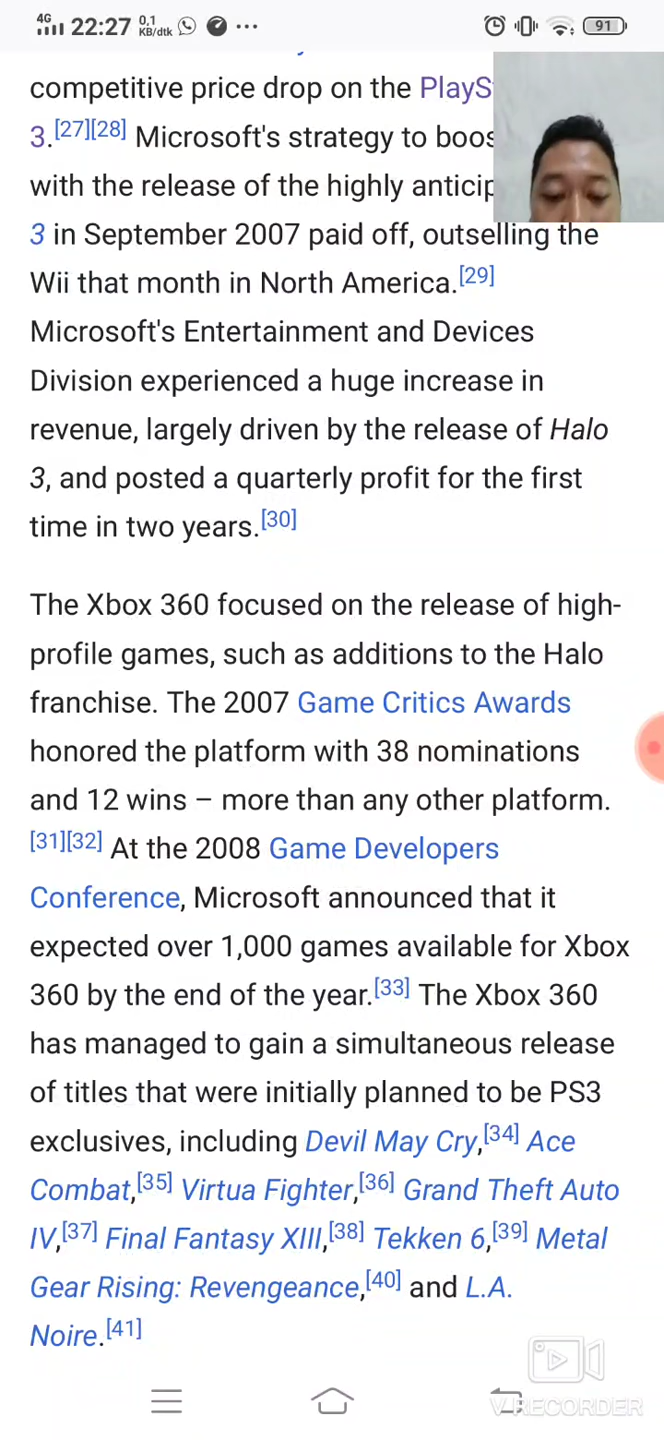 4G 22:27 0,1 KB/dtk ... 91
competitive price drop on the PlayS
3.[27][28] Microsoft's strategy to boos
with the release of the highly anticip
3 in September 2007 paid off, outselling the
Wii that month in North America.[29]
Microsoft's Entertainment and Devices
Division experienced a huge increase in
revenue, largely driven by the release of Halo
3, and posted a quarterly profit for the first
time in two years.[30]
The Xbox 360 focused on the release of high-
profile games, such as additions to the Halo
franchise. The 2007 Game Critics Awards
honored the platform with 38 nominations
and 12 wins – more than any other platform.
[31][32] At the 2008 Game Developers
Conference, Microsoft announced that it
expected over 1,000 games available for Xbox
360 by the end of the year.[33] The Xbox 360
has managed to gain a simultaneous release
of titles that were initially planned to be PS3
exclusives, including Devil May Cry,[34] Ace
Combat,[35] Virtua Fighter,[36] Grand Theft Auto
IV,[37] Final Fantasy XIII,[38] Tekken 6,[39] Metal
Gear Rising: Revengeance,[40] and L.A.
Noire.[41]
V RECORDER